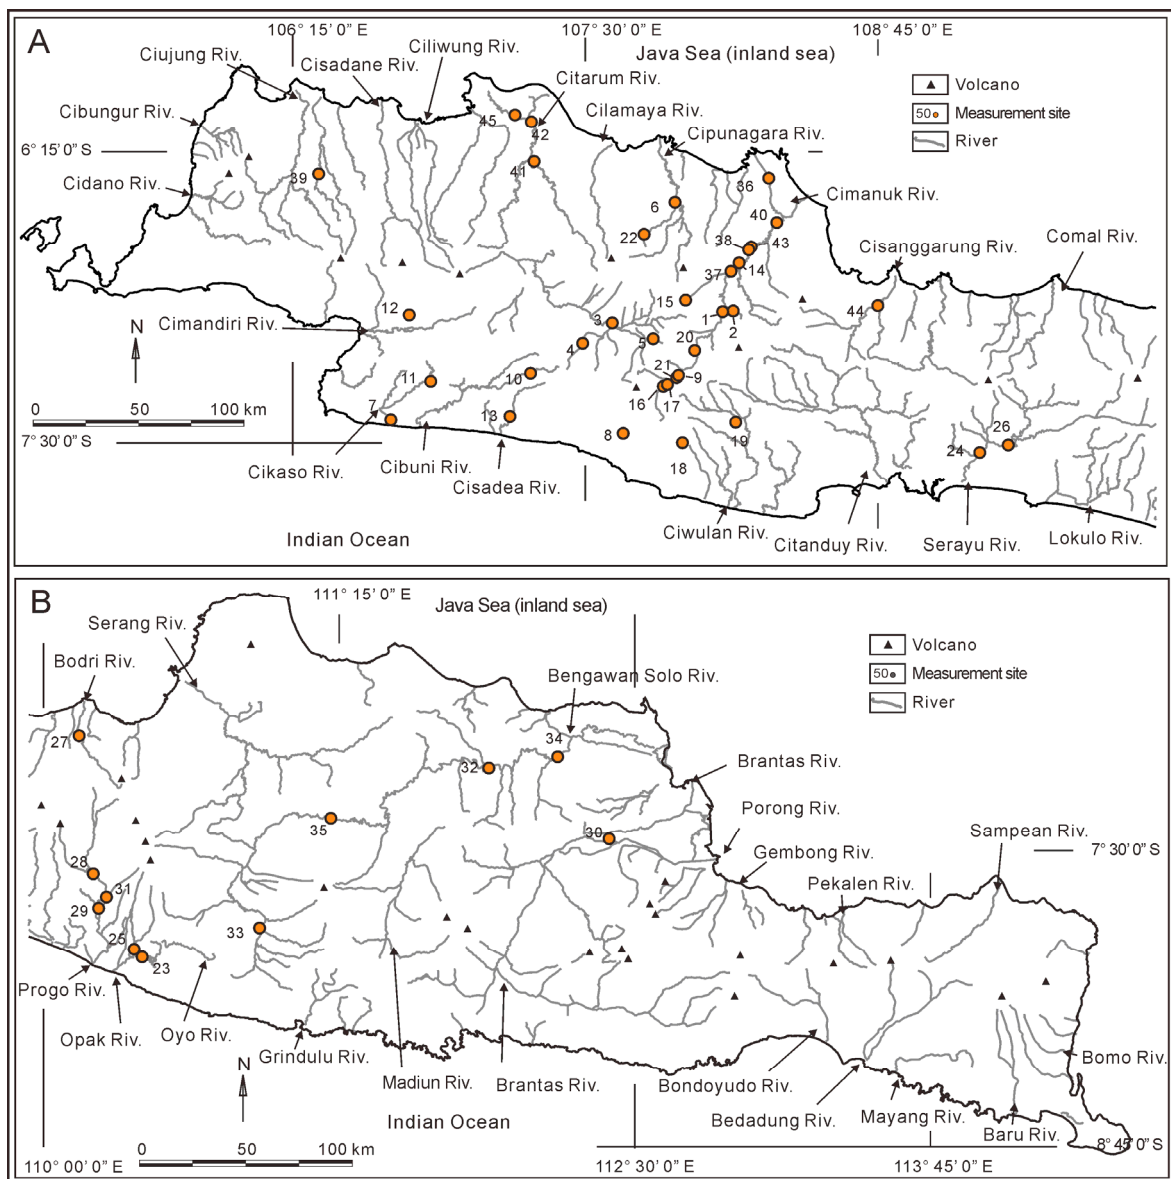 A
106° 15' 0" E
107° 30' 0" E
108° 45' 0" E
Java Sea (inland sea)
Ciujung Riv.
Cisadane Riv.
Ciliwung Riv.
Citarum Riv.
Cilamaya Riv.
Cipunagara Riv.
Cibungur Riv.
6° 15' 0" S
Cidano Riv.
Volcano
50
Measurement site
River
Cimanuk Riv.
Cisanggarung Riv.
Comal Riv.
45
42
41
39
36
6
40
22
38
43
14
37
15
12
1
2
44
3
Cimandiri Riv.
N
5
4
20
21
9
11
10
16
17
7
13
8
19
18
26
24
0
50
100 km
7° 30' 0" S
Cikaso Riv.
Cibuni Riv.
Cisadea Riv.
Indian Ocean
Ciwulan Riv.
Citanduy Riv.
Serayu Riv.
Lokulo Riv.
B
111° 15' 0" E
Java Sea (inland sea)
Serang Riv.
Bodri Riv.
Bengawan Solo Riv.
Volcano
50
Measurement site
River
27
34
32
Brantas Riv.
35
30
Porong Riv.
Sampean Riv.
7° 30' 0" S
Gembong Riv.
Pekalen Riv.
28
31
29
33
25
23
Progo Riv.
Opak Riv.
Oyo Riv.
Grindulu Riv.
N
Madiun Riv.
Brantas Riv.
Bondoyudo Riv.
Bedadung Riv.
Mayang Riv.
Baru Riv.
Bomo Riv.
Indian Ocean
0
50
100 km
110° 00' 0" E
112° 30' 0" E
113° 45' 0" E
8° 45' 0" S